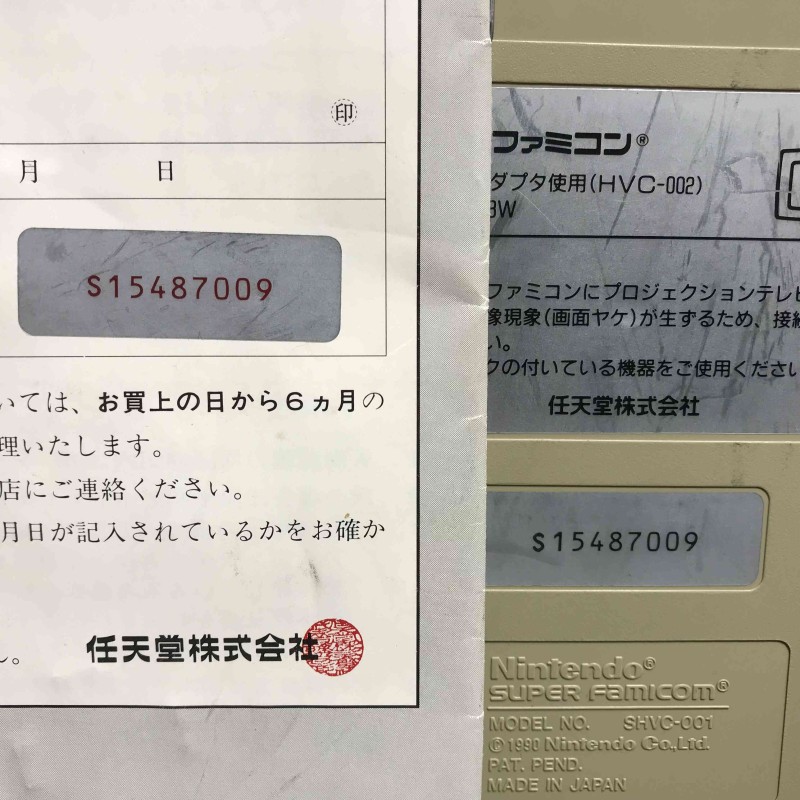 印
月 日
S15487009
いては、お買上の日から6ヵ月の
理いたします。
店にご連絡ください。
月日が記入されているかをお確か
ん。
任天堂株式会社
ファミコン®
ダプタ使用(HVC-002)
W
ファミコンにプロジェクションテレビ
像現象(画面ヤケ)が生ずるため、接続
い。
クの付いている機器をご使用ください
任天堂株式会社
S15487009
Nintendo®
SUPER FAMICOM®
MODEL NO. SHVC-001
©1990 Nintendo Co.,Ltd.
PAT. PEND.
MADE IN JAPAN